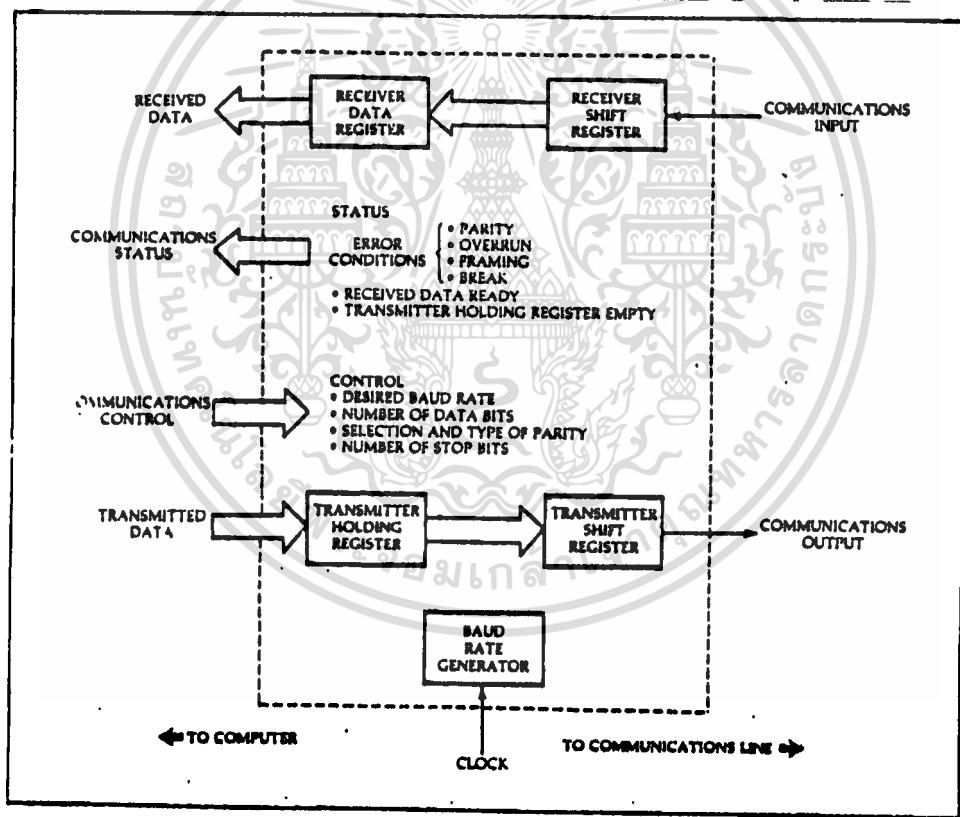 RECEIVED
DATA
RECEIVER
DATA
REGISTER
RECEIVER
SHIFT
REGISTER
COMMUNICATIONS
INPUT
COMMUNICATIONS
STATUS
STATUS
ERROR
CONDITIONS
• PARITY
• OVERRUN
• FRAMING
• BREAK
• RECEIVED DATA READY
• TRANSMITTER HOLDING REGISTER EMPTY
OMMUNICATIONS
CONTROL
CONTROL
• DESIRED BAUD RATE
• NUMBER OF DATA BITS
• SELECTION AND TYPE OF PARITY
• NUMBER OF STOP BITS
TRANSMITTED
DATA
TRANSMITTER
HOLDING
REGISTER
TRANSMITTER
SHIFT
REGISTER
COMMUNICATIONS
OUTPUT
BAUD
RATE
GENERATOR
TO COMPUTER
TO COMMUNICATIONS LINE
CLOCK